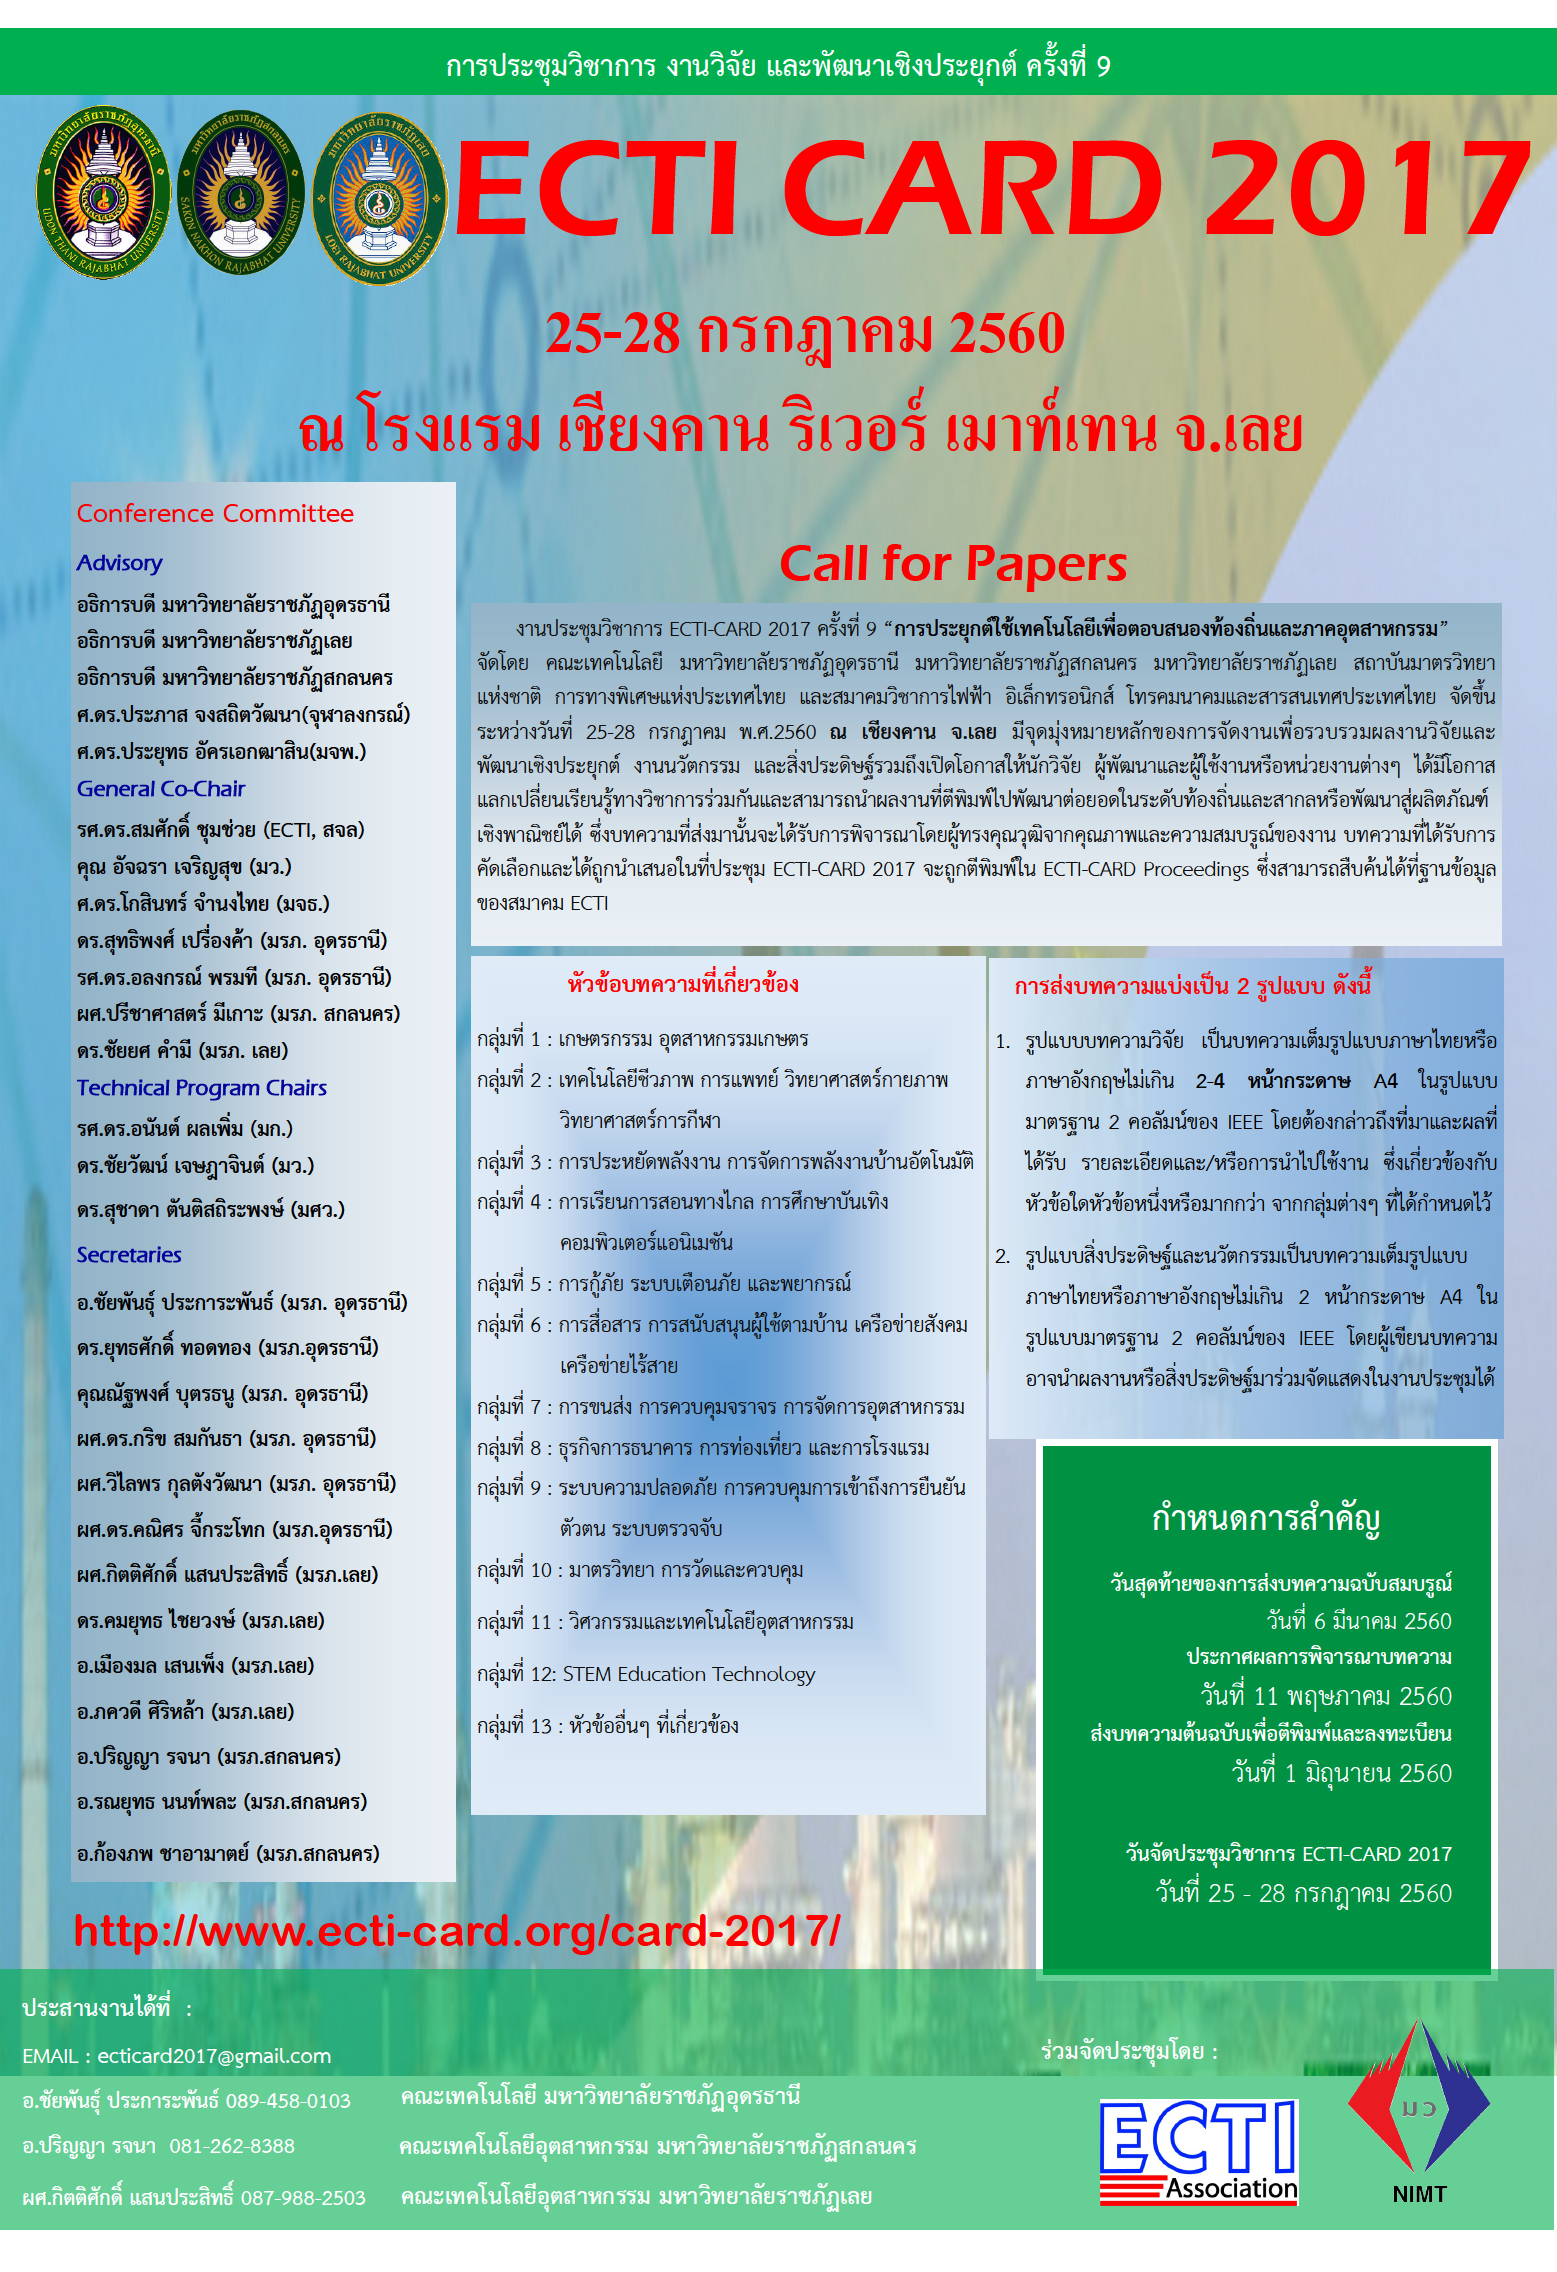 การประชุมวิชาการ งานวิจัย และพัฒนาเชิงประยุกต์ ครั้งที่ 9
มหาวิทยาลัยราชภัฏอุดรธานี
UDON THANI RAJABHAT UNIVERSITY
มหาวิทยาลัยราชภัฏสกลนคร
SAKON NAKHON RAJABHAT UNIVERSITY
มหาวิทยาลัยราชภัฏเลย
LOEI RAJABHAT UNIVERSITY
ECTI CARD 2017
25-28 กรกฎาคม 2560
ณ โรงแรม เชียงคาน ริเวอร์ เมาท์เทน จ.เลย
Conference Committee
Advisory
อธิการบดี มหาวิทยาลัยราชภัฏอุดรธานี
อธิการบดี มหาวิทยาลัยราชภัฏเลย
อธิการบดี มหาวิทยาลัยราชภัฏสกลนคร
ศ.ดร.ประภาส จงสถิตวัฒนา(จุฬาลงกรณ์)
ศ.ดร.ประยุทธ อัครเอกฒาสิน(มจพ.)
General Co-Chair
รศ.ดร.สมศักดิ์ ชุมช่วย (ECTI, สจล)
คุณ อัจฉรา เจริญสุข (มว.)
ศ.ดร.โกสินทร์ จำนงไทย (มจธ.)
ดร.สุทธิพงศ์ เปรื่องค้า (มรภ. อุดรธานี)
รศ.ดร.อลงกรณ์ พรมที (มรภ. อุดรธานี)
ผศ.ปรีชาศาสตร์ มีเกาะ (มรภ. สกลนคร)
ดร.ชัยยศ คำมี (มรภ. เลย)
Technical Program Chairs
รศ.ดร.อนันต์ ผลเพิ่ม (มก.)
ดร.ชัยวัฒน์ เจษฎาจินต์ (มว.)
ดร.สุชาดา ตันติสถิระพงษ์ (มศว.)
Secretaries
อ.ชัยพันธุ์ ประการะพันธ์ (มรภ. อุดรธานี)
ดร.ยุทธศักดิ์ ทอดทอง (มรภ.อุดรธานี)
คุณณัฐพงศ์ บุตรธนู (มรภ. อุดรธานี)
ผศ.ดร.กริช สมกันธา (มรภ. อุดรธานี)
ผศ.วิไลพร กุลตังวัฒนา (มรภ. อุดรธานี)
ผศ.ดร.คณิศร จี้กระโทก (มรภ.อุดรธานี)
ผศ.กิตติศักดิ์ แสนประสิทธิ์ (มรภ.เลย)
ดร.คมยุทธ ไชยวงษ์ (มรภ.เลย)
อ.เมืองมล เสนเพ็ง (มรภ.เลย)
อ.ภควดี ศิริหล้า (มรภ.เลย)
อ.ปริญญา รจนา (มรภ.สกลนคร)
อ.รณยุทธ นนท์พละ (มรภ.สกลนคร)
อ.ก้องภพ ชาอามาตย์ (มรภ.สกลนคร)
Call for Papers
งานประชุมวิชาการ ECTI-CARD 2017 ครั้งที่ 9 “การประยุกต์ใช้เทคโนโลยีเพื่อตอบสนองท้องถิ่นและภาคอุตสาหกรรม”
จัดโดย คณะเทคโนโลยี มหาวิทยาลัยราชภัฏอุดรธานี มหาวิทยาลัยราชภัฏสกลนคร มหาวิทยาลัยราชภัฏเลย สถาบันมาตรวิทยา
แห่งชาติ การทางพิเศษแห่งประเทศไทย และสมาคมวิชาการไฟฟ้า อิเล็กทรอนิกส์ โทรคมนาคมและสารสนเทศประเทศไทย จัดขึ้น
ระหว่างวันที่ 25-28 กรกฎาคม พ.ศ.2560 ณ เชียงคาน จ.เลย มีจุดมุ่งหมายหลักของการจัดงานเพื่อรวบรวมผลงานวิจัยและ
พัฒนาเชิงประยุกต์ งานนวัตกรรม และสิ่งประดิษฐ์รวมถึงเปิดโอกาสให้นักวิจัย ผู้พัฒนาและผู้ใช้งานหรือหน่วยงานต่างๆ ได้มีโอกาส
แลกเปลี่ยนเรียนรู้ทางวิชาการร่วมกันและสามารถนำผลงานที่ตีพิมพ์ไปพัฒนาต่อยอดในระดับท้องถิ่นและสากลหรือพัฒนาสู่ผลิตภัณฑ์
เชิงพาณิชย์ได้ ซึ่งบทความที่ส่งมานั้นจะได้รับการพิจารณาโดยผู้ทรงคุณวุฒิจากคุณภาพและความสมบรูณ์ของงาน บทความที่ได้รับการ
คัดเลือกและได้ถูกนำเสนอในที่ประชุม ECTI-CARD 2017 จะถูกตีพิมพ์ใน ECTI-CARD Proceedings ซึ่งสามารถสืบค้นได้ที่ฐานข้อมูล
ของสมาคม ECTI
หัวข้อบทความที่เกี่ยวข้อง
กลุ่มที่ 1 : เกษตรกรรม อุตสาหกรรมเกษตร
กลุ่มที่ 2 : เทคโนโลยีชีวภาพ การแพทย์ วิทยาศาสตร์กายภาพ
วิทยาศาสตร์การกีฬา
กลุ่มที่ 3 : การประหยัดพลังงาน การจัดการพลังงานบ้านอัตโนมัติ
กลุ่มที่ 4 : การเรียนการสอนทางไกล การศึกษาบันเทิง
คอมพิวเตอร์แอนิเมชัน
กลุ่มที่ 5 : การกู้ภัย ระบบเตือนภัย และพยากรณ์
กลุ่มที่ 6 : การสื่อสาร การสนับสนุนผู้ใช้ตามบ้าน เครือข่ายสังคม
เครือข่ายไร้สาย
กลุ่มที่ 7 : การขนส่ง การควบคุมจราจร การจัดการอุตสาหกรรม
กลุ่มที่ 8 : ธุรกิจการธนาคาร การท่องเที่ยว และการโรงแรม
กลุ่มที่ 9 : ระบบความปลอดภัย การควบคุมการเข้าถึงการยืนยัน
ตัวตน ระบบตรวจจับ
กลุ่มที่ 10 : มาตรวิทยา การวัดและควบคุม
กลุ่มที่ 11 : วิศวกรรมและเทคโนโลยีอุตสาหกรรม
กลุ่มที่ 12: STEM Education Technology
กลุ่มที่ 13 : หัวข้ออื่นๆ ที่เกี่ยวข้อง
การส่งบทความแบ่งเป็น 2 รูปแบบ ดังนี้
1. รูปแบบบทความวิจัย เป็นบทความเต็มรูปแบบภาษาไทยหรือ
ภาษาอังกฤษไม่เกิน 2-4 หน้ากระดาษ A4 ในรูปแบบ
มาตรฐาน 2 คอลัมน์ของ IEEE โดยต้องกล่าวถึงที่มาและผลที่
ได้รับ รายละเอียดและ/หรือการนำไปใช้งาน ซึ่งเกี่ยวข้องกับ
หัวข้อใดหัวข้อหนึ่งหรือมากกว่า จากกลุ่มต่างๆ ที่ได้กำหนดไว้
2. รูปแบบสิ่งประดิษฐ์และนวัตกรรมเป็นบทความเต็มรูปแบบ
ภาษาไทยหรือภาษาอังกฤษไม่เกิน 2 หน้ากระดาษ A4 ใน
รูปแบบมาตรฐาน 2 คอลัมน์ของ IEEE โดยผู้เขียนบทความ
อาจนำผลงานหรือสิ่งประดิษฐ์มาร่วมจัดแสดงในงานประชุมได้
กำหนดการสำคัญ
วันสุดท้ายของการส่งบทความฉบับสมบรูณ์
วันที่ 6 มีนาคม 2560
ประกาศผลการพิจารณาบทความ
วันที่ 11 พฤษภาคม 2560
ส่งบทความต้นฉบับเพื่อตีพิมพ์และลงทะเบียน
วันที่ 1 มิถุนายน 2560
วันจัดประชุมวิชาการ ECTI-CARD 2017
วันที่ 25 - 28 กรกฎาคม 2560
http://www.ecti-card.org/card-2017/
ประสานงานได้ที่ :
EMAIL : ecticard2017@gmail.com
อ.ชัยพันธุ์ ประการะพันธ์ 089-458-0103
อ.ปริญญา รจนา 081-262-8388
ผศ.กิตติศักดิ์ แสนประสิทธิ์ 087-988-2503
คณะเทคโนโลยี มหาวิทยาลัยราชภัฏอุดรธานี
คณะเทคโนโลยีอุตสาหกรรม มหาวิทยาลัยราชภัฏสกลนคร
คณะเทคโนโลยีอุตสาหกรรม มหาวิทยาลัยราชภัฏเลย
ร่วมจัดประชุมโดย :
ECTI
Association
มว
NIMT